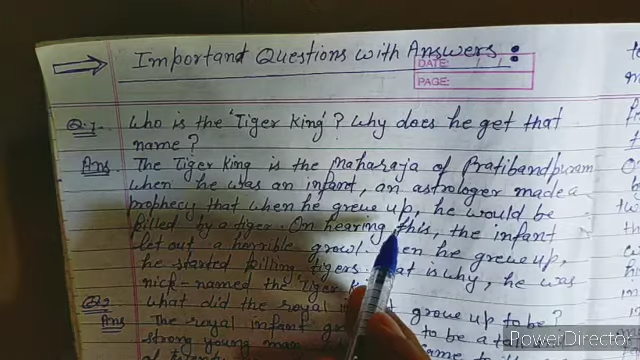 Important Questions with Answers :
DATE: / /
PAGE:
Q.1. Who is the 'Tiger King'? Why does he get that
name?
Ans. The Tiger King is the Maharaja of Pratibandpuram
when he was an infant, an astrologer made a
prophecy that when he grew up, he would be
killed by a tiger. On hearing this, the infant
let out a horrible growl. when he grew up,
he started killing tigers. That is why, he was
nick-named the 'Tiger
Q2. What did the royal grow up to be?
Ans The royal infant to be a
strong young man
PowerDirector